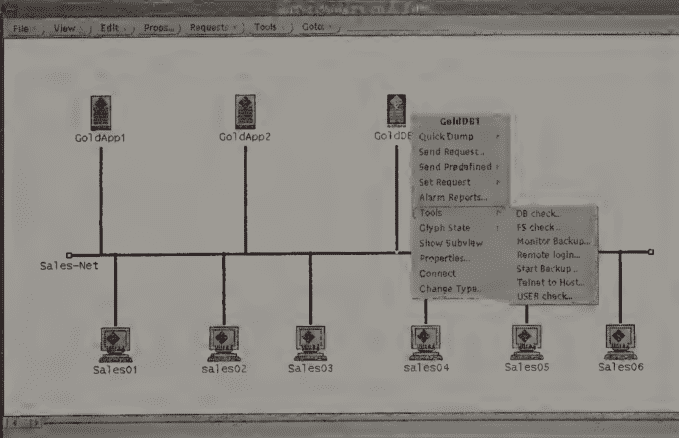 File View Edit Props... Requests Tools Goto:
GoldApp1
GoldApp2
GoldDB1
Quick Dump
Send Request...
Send Predefined
Set Request
Alarm Reports...
Tools
Glyph State
Show Subview
Properties...
Connect
Change Type...
DB check...
FS check...
Monitor Backup...
Remote login...
Start Backup...
Telnet to Host...
USER check...
Sales-Net
Sales01
sales02
Sales03
sales04
Sales05
Sales06